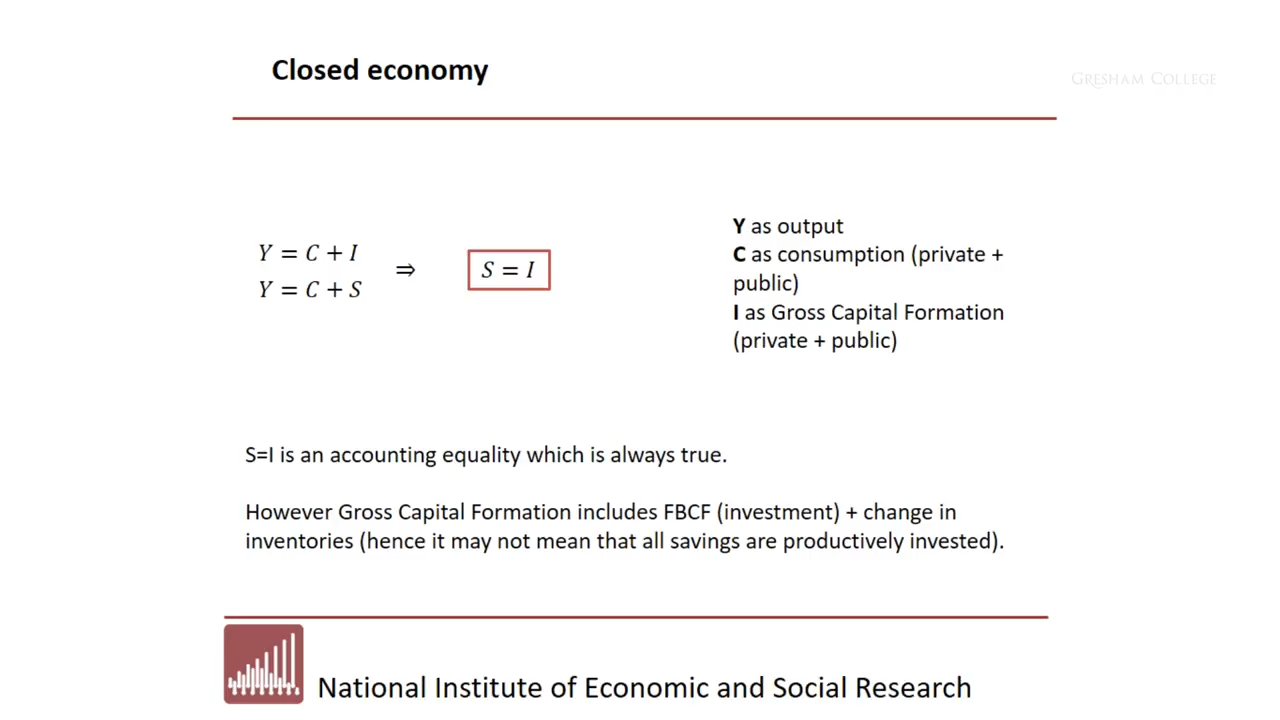 Closed economy
GRESHAM COLLEGE
Y = C + I
Y = C + S
⇒
S = I
Y as output
C as consumption (private +
public)
I as Gross Capital Formation
(private + public)
S=I is an accounting equality which is always true.
However Gross Capital Formation includes FBCF (investment) + change in
inventories (hence it may not mean that all savings are productively invested).
National Institute of Economic and Social Research